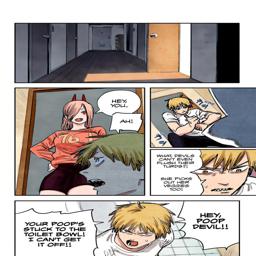 HEY,
YOU.
AH!
WHAT, DEVILS
CAN'T EVEN
FLUSH THEIR
TURDS?
SHE
PICKS OUT
HER
VEGGIES
TOO!
YOUR POOP'S
STUCK TO THE
TOILET BOWL!
I CAN'T GET
IT OFF!!
HEY,
POOP
DEVIL!!